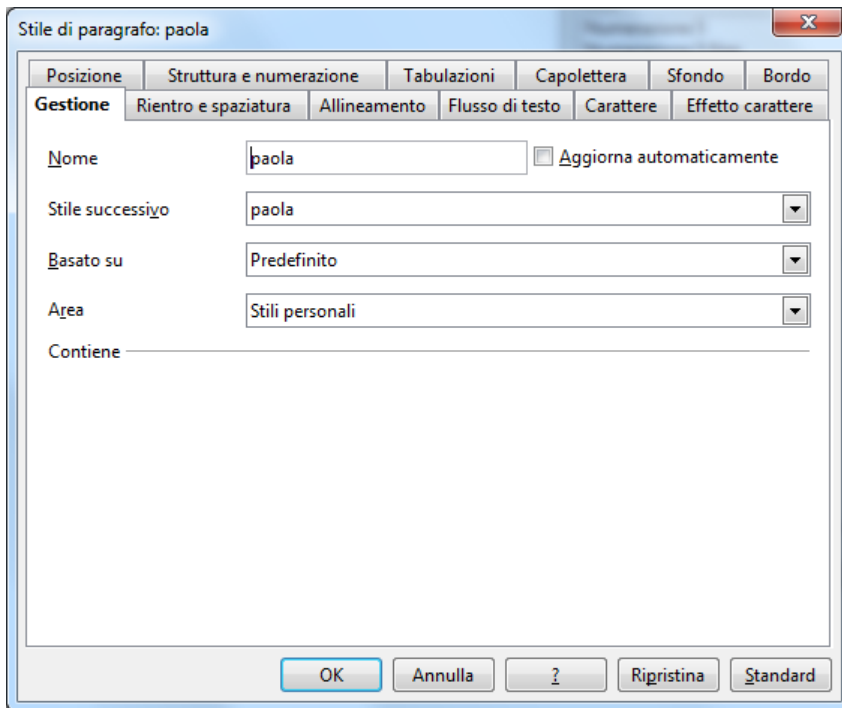 Stile di paragrafo: paola
Posizione Struttura e numerazione Tabulazioni Capolettera Sfondo Bordo
Gestione Rientro e spaziatura Allineamento Flusso di testo Carattere Effetto carattere
Nome paola Aggiorna automaticamente
Stile successivo paola
Basato su Predefinito
Area Stili personali
Contiene
OK Annulla ? Ripristina Standard